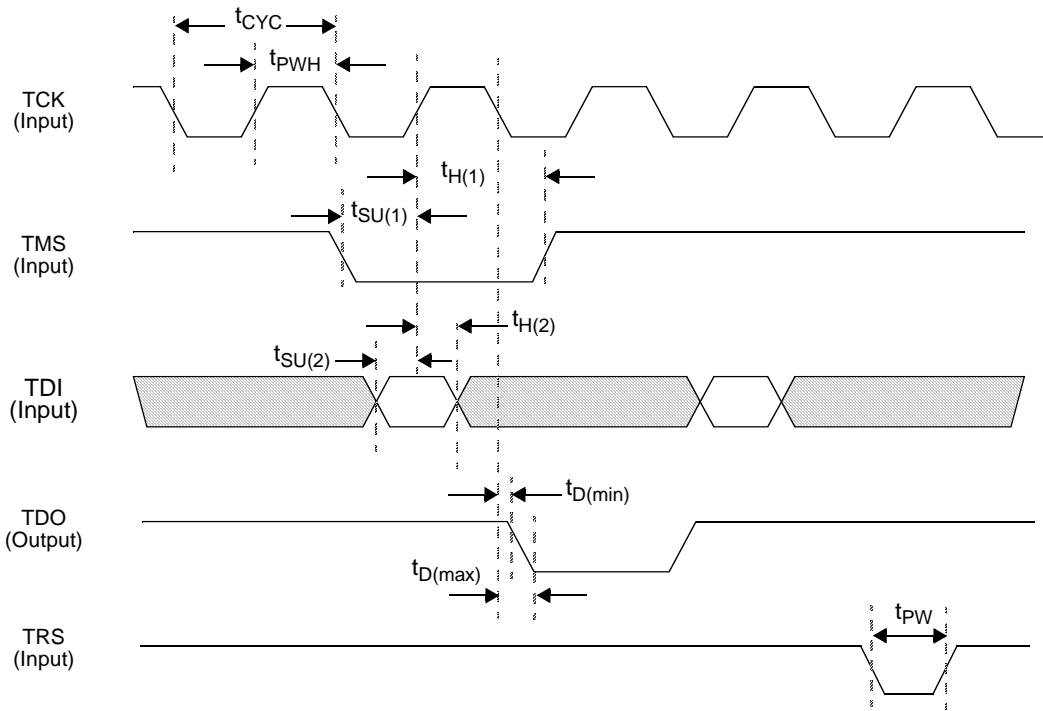 tCYC
tPWH
TCK
(Input)
tH(1)
tSU(1)
TMS
(Input)
tH(2)
tSU(2)
TDI
(Input)
tD(min)
TDO
(Output)
tD(max)
tPW
TRS
(Input)